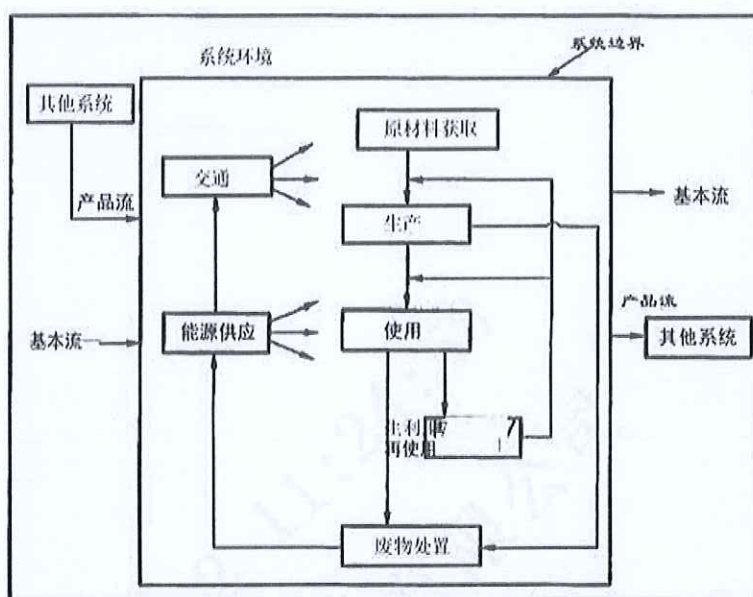 系统边界
系统环境
其他系统
原材料获取
交通
产品流
基本流
生产
产品流
能源供应
使用
基本流
其他系统
再使用
废物处置